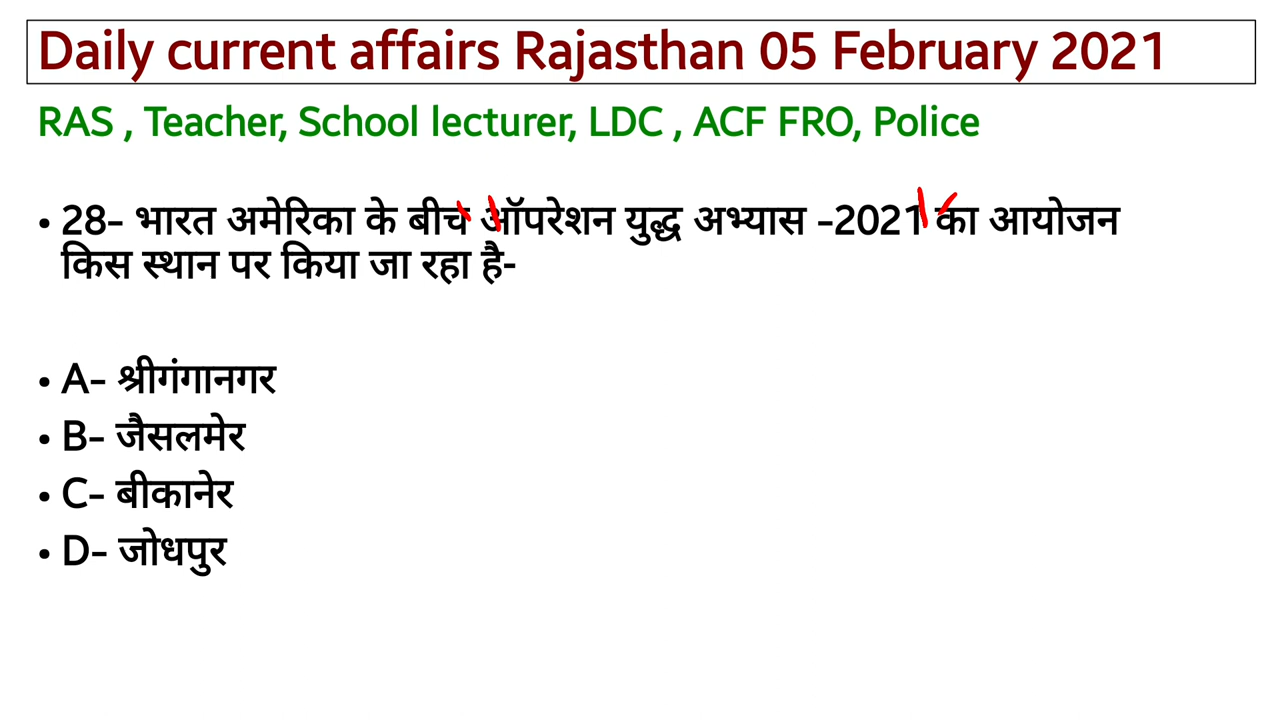 Daily current affairs Rajasthan 05 February 2021
RAS , Teacher, School lecturer, LDC , ACF FRO, Police
• 28– भारत अमेरिका के बीच ऑपरेशन युद्ध अभ्यास –2021 का आयोजन
किस स्थान पर किया जा रहा है-
• A– श्रीगंगानगर
• B– जैसलमेर
• C– बीकानेर
• D– जोधपुर